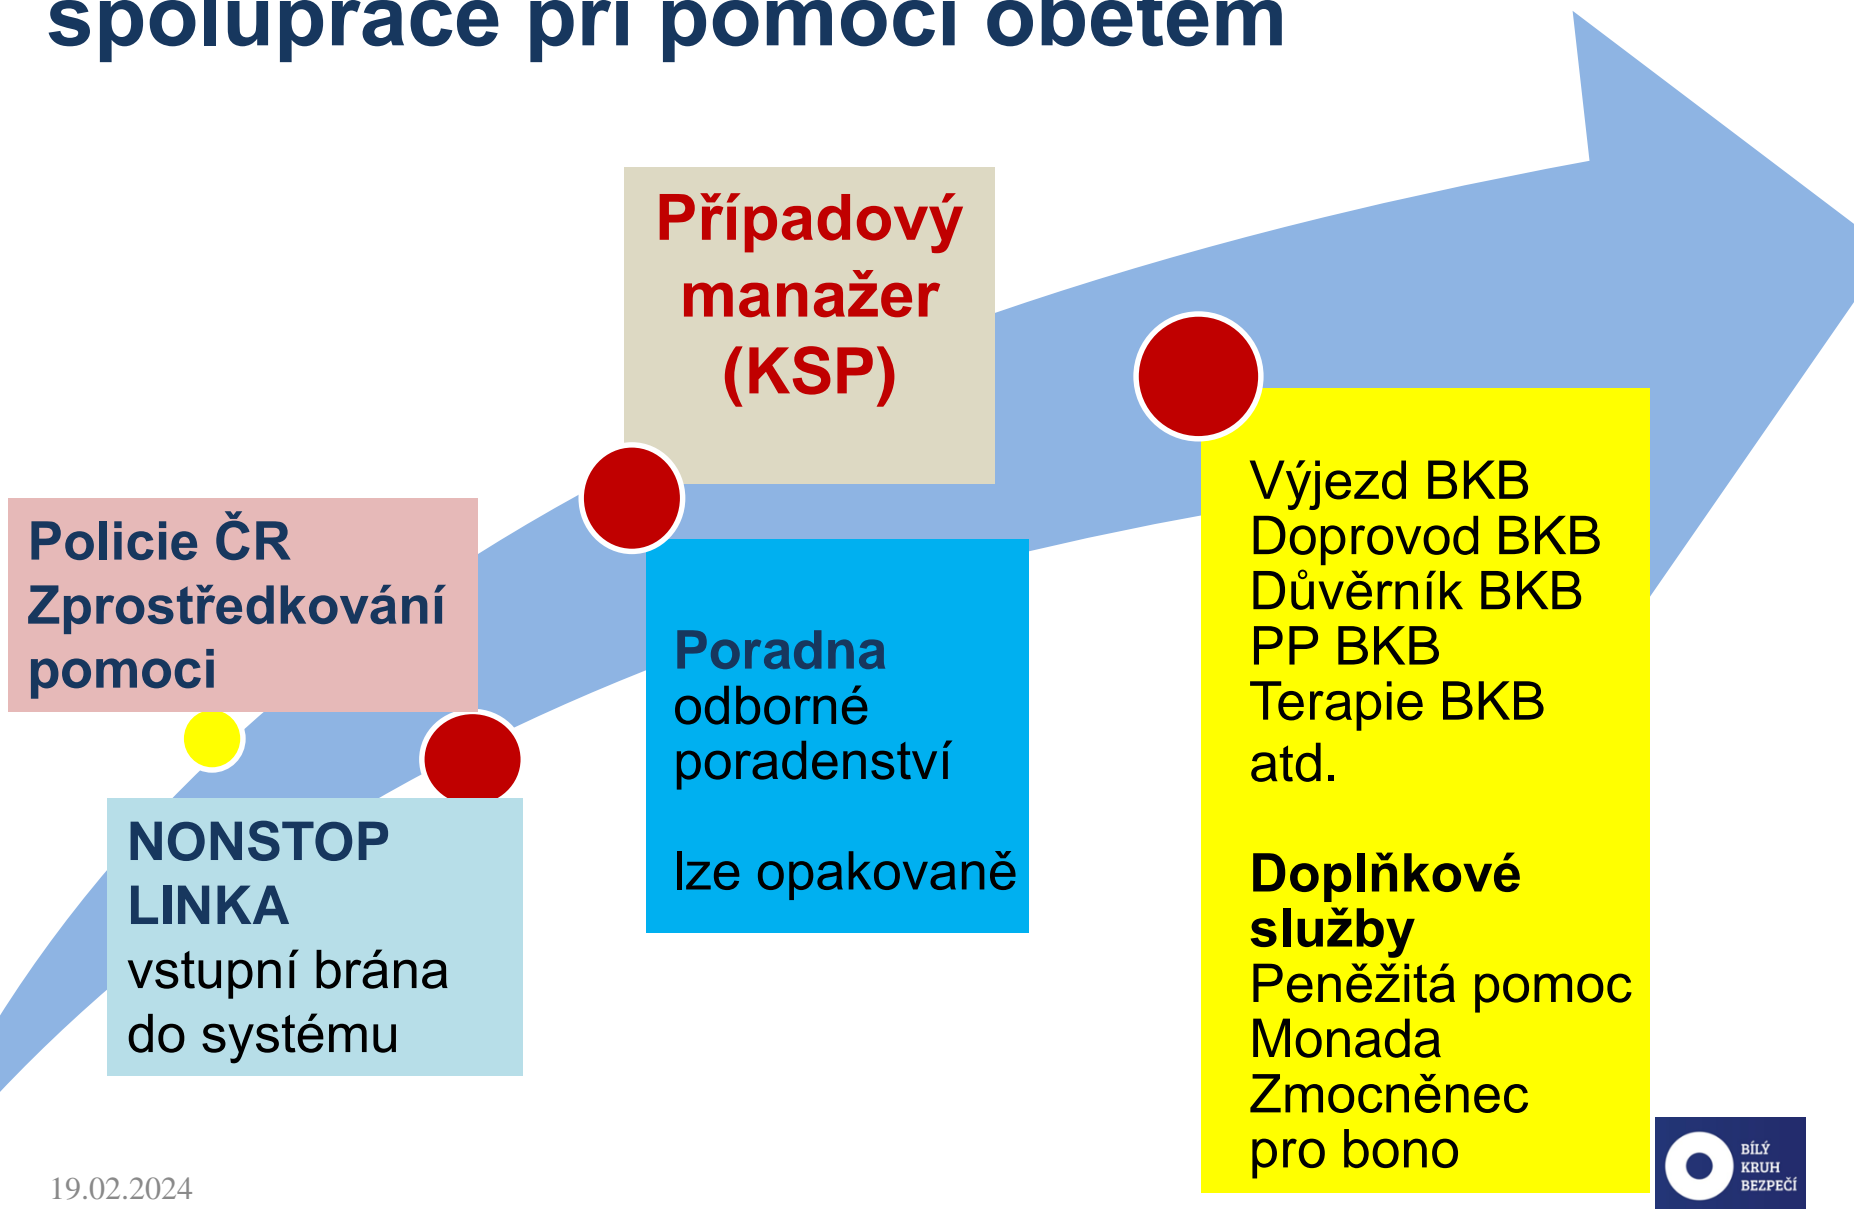 spolupráce při pomoci obětem
Případový
manažer
(KSP)
Policie ČR
Zprostředkování
pomoci
NONSTOP
LINKA
vstupní brána
do systému
Poradna
odborné
poradenství
lze opakovaně
Výjezd BKB
Doprovod BKB
Důvěrník BKB
PP BKB
Terapie BKB
atd.
Doplňkové
služby
Peněžitá pomoc
Monada
Zmocněnec
pro bono
19.02.2024
BÍLÝ
KRUH
BEZPEČÍ